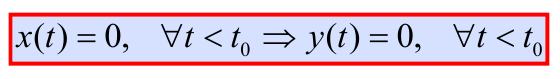 x(t) = 0, ∀t < t₀ ⇒ y(t) = 0, ∀t < t₀